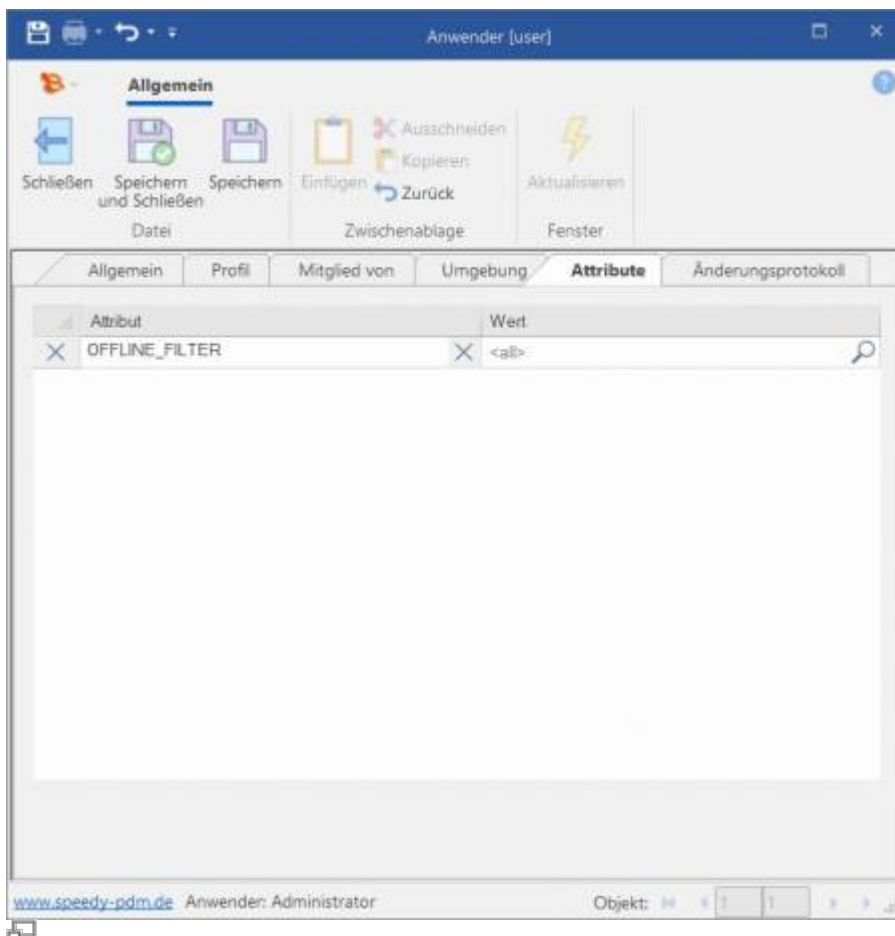 Anwender [user]
Allgemein
Schließen
Speichern und Schließen
Speichern
Datei
Einfügen
Ausschneiden
Kopieren
Zurück
Zwischenablage
Aktualisieren
Fenster
Allgemein Profil Mitglied von Umgebung Attribute Änderungsprotokoll
Attribut Wert
OFFLINE_FILTER <all>
www.speedy-pdm.de Anwender: Administrator Objekt: 1 1